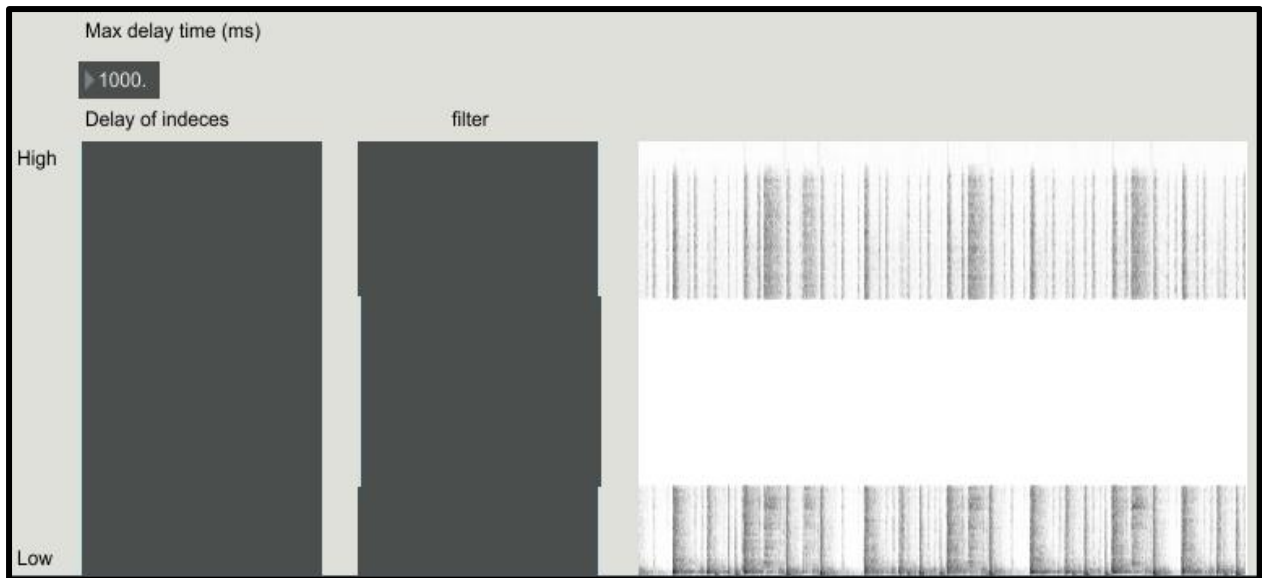 Max delay time (ms)
1000.
Delay of indeces
filter
High
Low